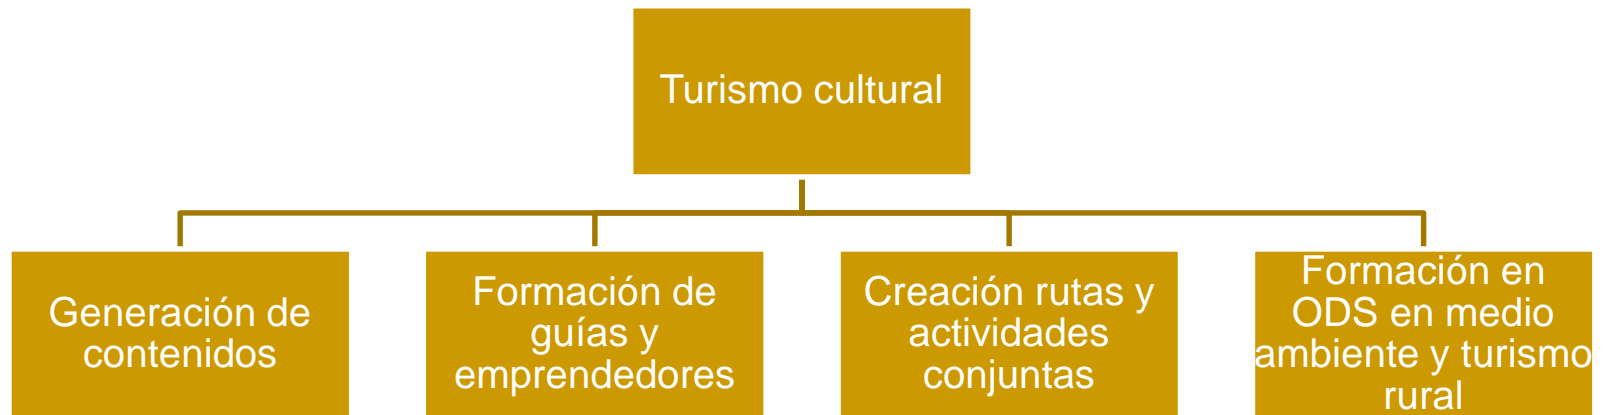 Turismo cultural
Generación de
contenidos
Formación de
guías y
emprendedores
Creación rutas y
actividades
conjuntas
Formación en
ODS en medio
ambiente y turismo
rural